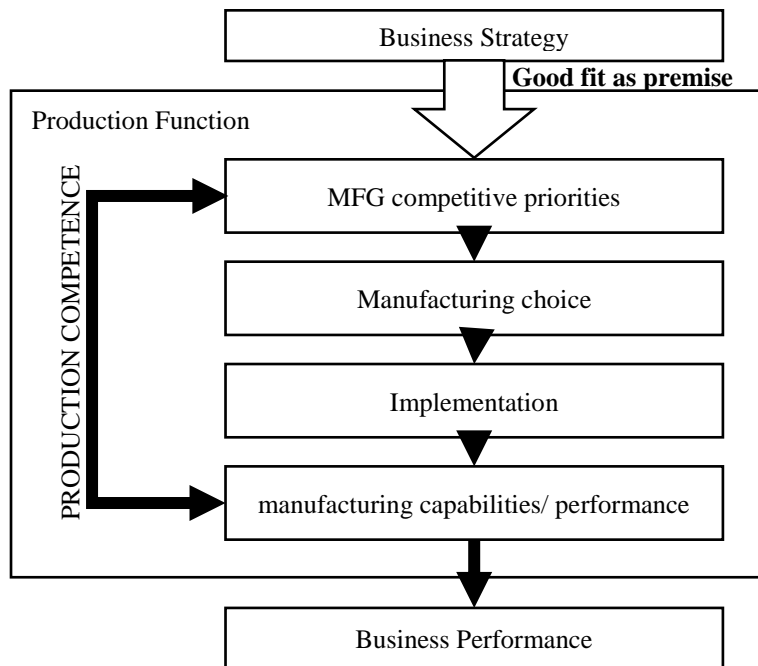 Business Strategy
Good fit as premise
Production Function
PRODUCTION COMPETENCE
MFG competitive priorities
Manufacturing choice
Implementation
manufacturing capabilities/ performance
Business Performance